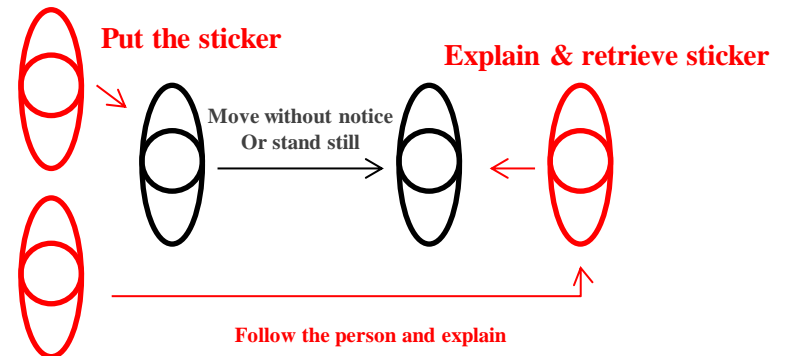 Put the sticker
Explain & retrieve sticker
Move without notice
Or stand still
Follow the person and explain